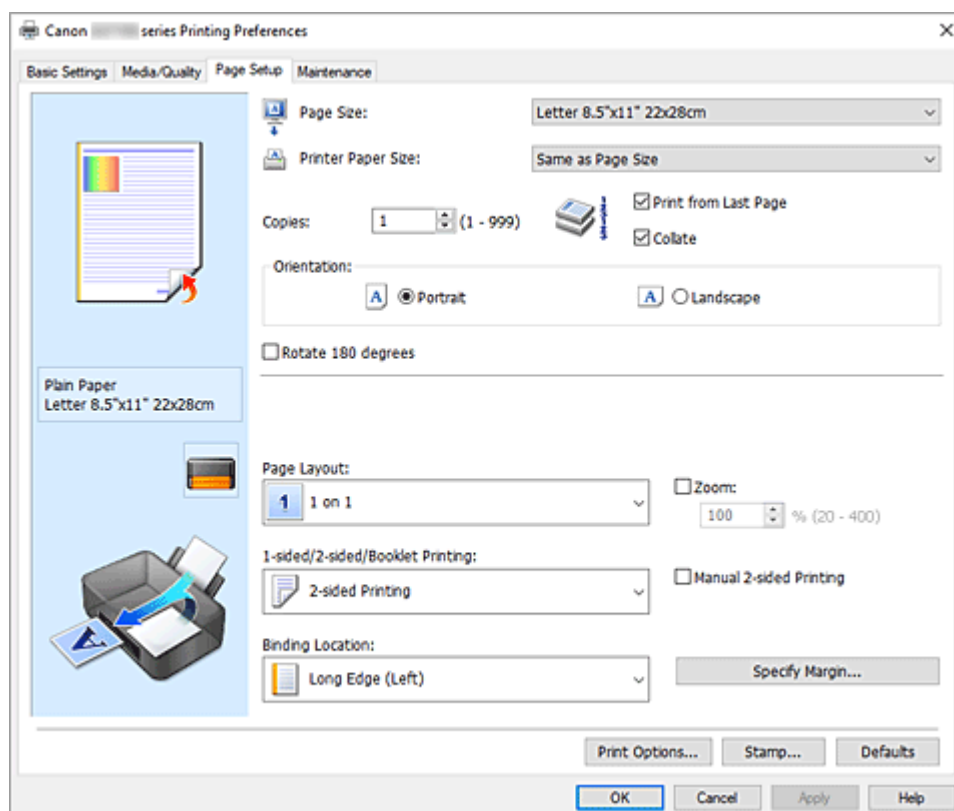 Canon series Printing Preferences
Basic Settings Media/Quality Page Setup Maintenance
Page Size: Letter 8.5"x11" 22x28cm
Printer Paper Size: Same as Page Size
Copies: 1 (1 - 999)
Print from Last Page
Collate
Orientation:
A Portrait A Landscape
Rotate 180 degrees
Plain Paper
Letter 8.5"x11" 22x28cm
Page Layout:
1 1 on 1
Zoom:
100 % (20 - 400)
1-sided/2-sided/Booklet Printing:
2-sided Printing
Manual 2-sided Printing
Binding Location:
Long Edge (Left)
Specify Margin...
A
Print Options... Stamp... Defaults
OK Cancel Apply Help